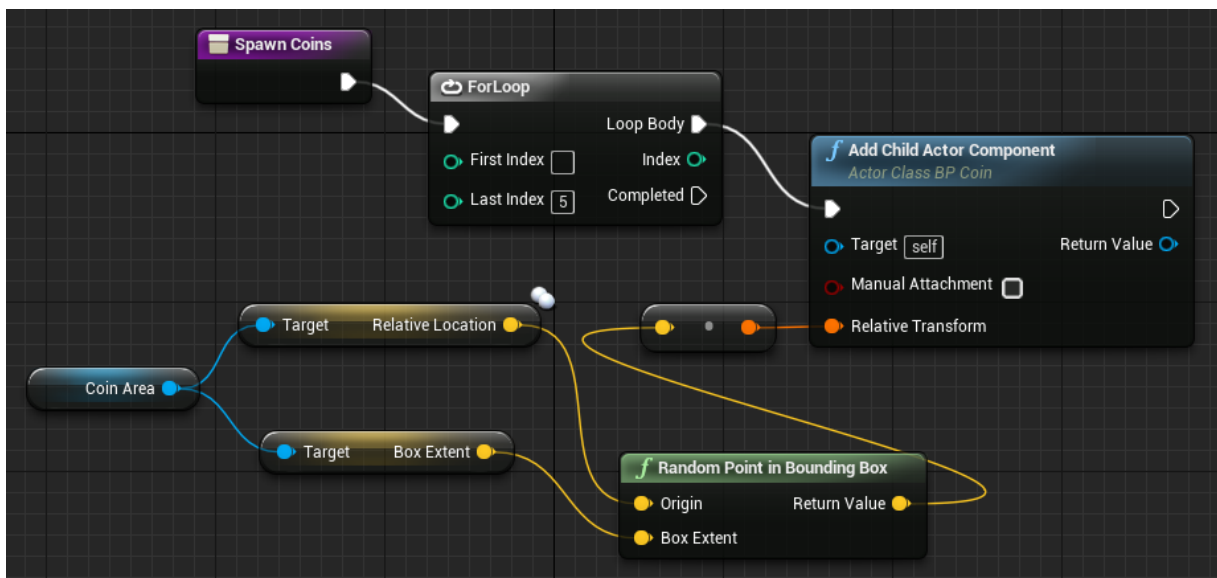 Spawn Coins
ForLoop
Loop Body
First Index
Index
Last Index 5
Completed
Add Child Actor Component
Actor Class BP Coin
Target self
Return Value
Manual Attachment
Relative Transform
Target
Relative Location
Coin Area
Target
Box Extent
Random Point in Bounding Box
Origin
Return Value
Box Extent